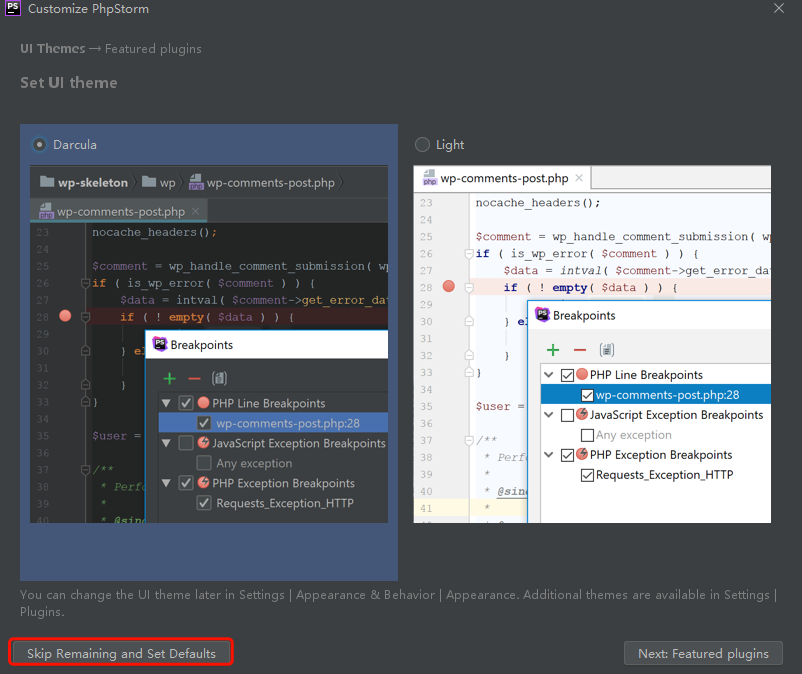 PS Customize PhpStorm
UI Themes → Featured plugins
Set UI theme
Darcula
wp-skeleton wp wp-comments-post.php
wp-comments-post.php
23 nocache_headers();
24
25 $comment = wp_handle_comment_submission( wp
26 if ( is_wp_error( $comment ) ) {
27 $data = intval( $comment->get_error_da
28 if ( ! empty( $data ) ) {
29
30 } el
31
32 }
33 }
34
35 $user =
36
37 /**
38 * Perfo
39 *
40 * @sin
Breakpoints
PHP Line Breakpoints
wp-comments-post.php:28
JavaScript Exception Breakpoints
Any exception
PHP Exception Breakpoints
Requests_Exception_HTTP
Light
wp-comments-post.php
23 nocache_headers();
24
25 $comment = wp_handle_comment_submission( wp
26 if ( is_wp_error( $comment ) ) {
27 $data = intval( $comment->get_error_da
28 if ( ! empty( $data ) ) {
29
30 } el
31
32 }
33 }
34
35 $user =
36
37 /**
38 * Perfo
39 *
40 * @sin
41 *
Breakpoints
PHP Line Breakpoints
wp-comments-post.php:28
JavaScript Exception Breakpoints
Any exception
PHP Exception Breakpoints
Requests_Exception_HTTP
You can change the UI theme later in Settings | Appearance & Behavior | Appearance. Additional themes are available in Settings |
Plugins.
Skip Remaining and Set Defaults
Next: Featured plugins